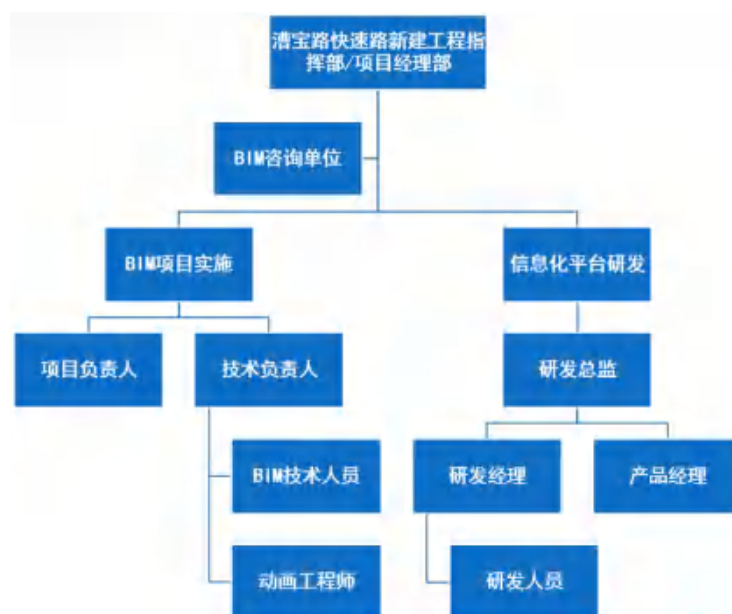 漕宝路快速路新建工程指
挥部/项目经理部
BIM咨询单位
BIM项目实施
信息化平台研发
项目负责人
技术负责人
研发总监
BIM技术人员
研发经理
产品经理
动画工程师
研发人员